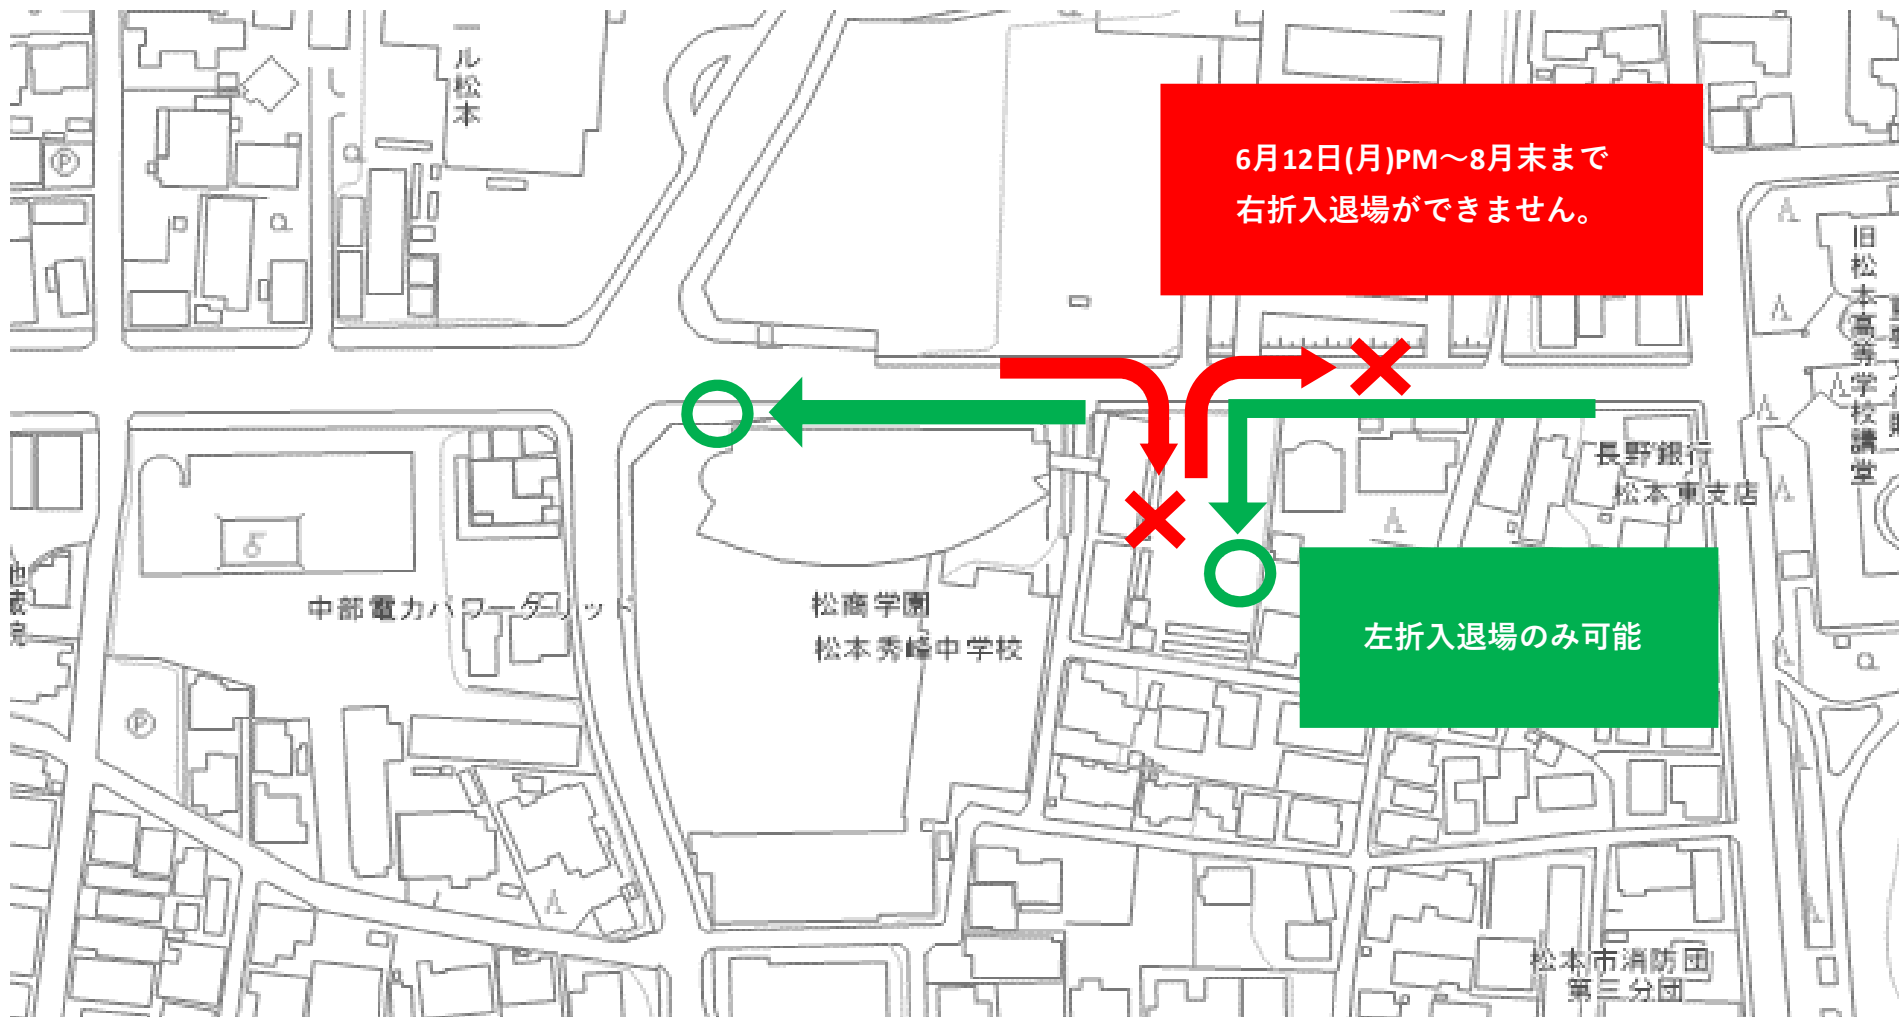 ール松本
6月12日(月)PM～8月末まで
右折入退場ができません。
旧松本高等学校講堂
長野銀行
松本東支店
中部電力パワーグリッド
松商学園
松本秀峰中学校
左折入退場のみ可能
P
P
松本市消防団
第三分団